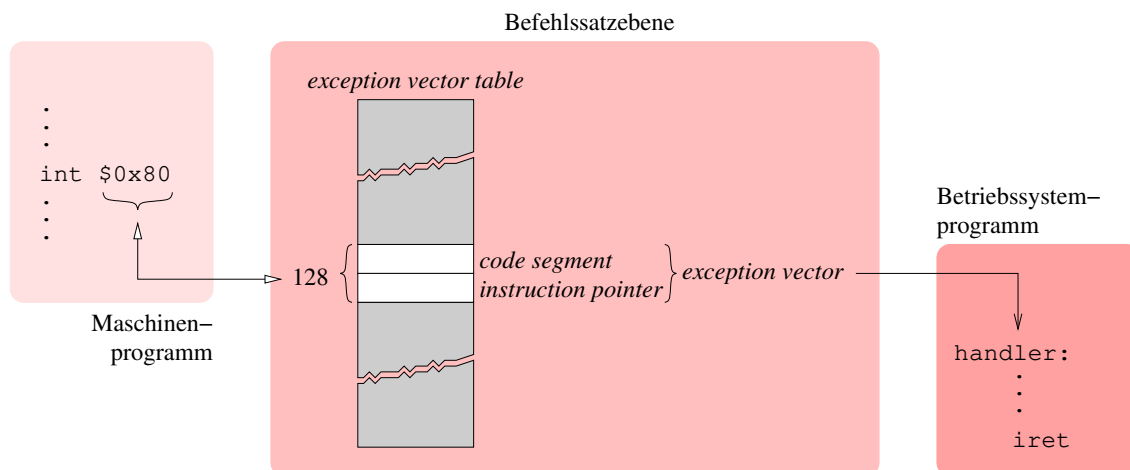 Befehlssatzebene
exception vector table
.
.
.
int $0x80
.
.
.
Maschinen–
programm
128
code segment
instruction pointer
exception vector
Betriebssystem–
programm
handler:
.
.
.
iret